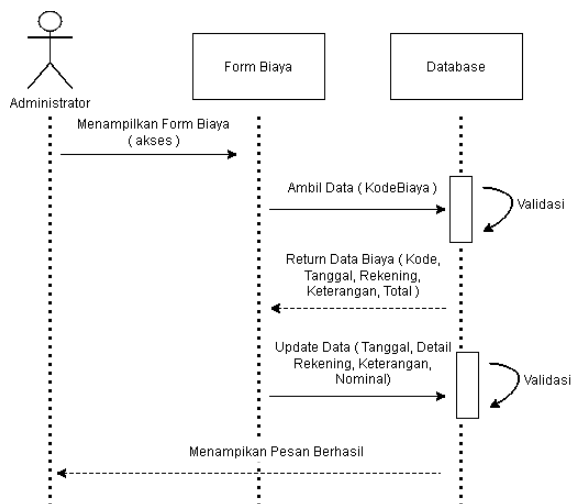 Form Biaya
Database
Administrator
Menampilkan Form Biaya
( akses )
Ambil Data ( KodeBiaya )
Validasi
Return Data Biaya ( Kode,
Tanggal, Rekening,
Keterangan, Total )
Update Data ( Tanggal, Detail
Rekening, Keterangan,
Nominal)
Validasi
Menampikan Pesan Berhasil